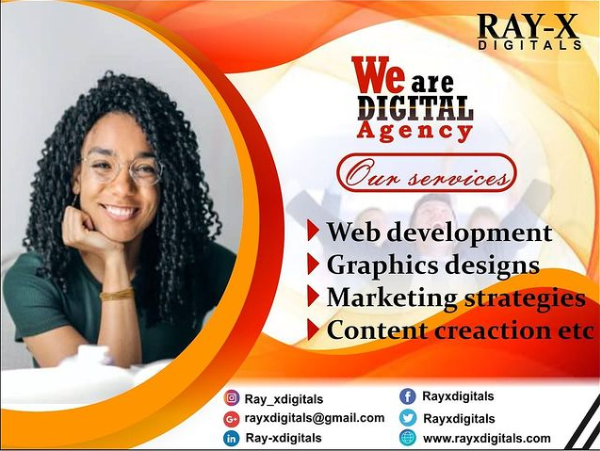 RAY-X
DIGITALS
We are
DIGITAL
Agency
Our services
Web development
Graphics designs
Marketing strategies
Content creaction etc
Ray_xdigitals
Rayxdigitals
rayxdigitals@gmail.com
Rayxdigitals
Ray-xdigitals
www.rayxdigitals.com